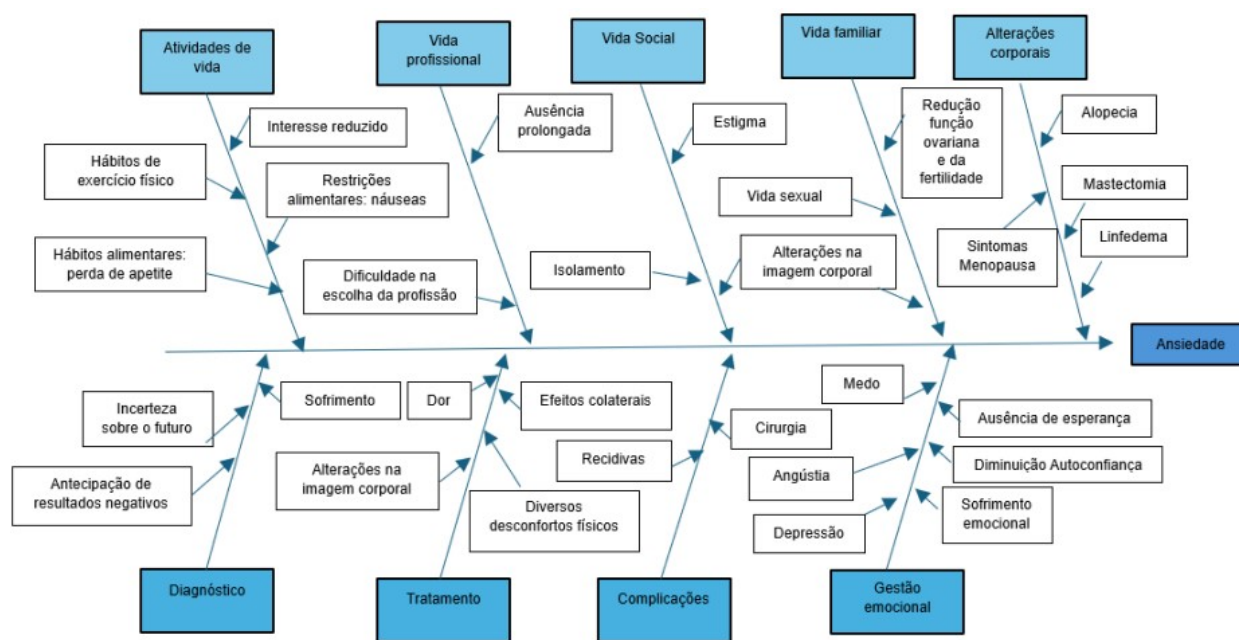 Atividades de
vida
Vida
profissional
Vida Social
Vida familiar
Alterações
corporais
Interesse reduzido
Hábitos de
exercício físico
Restrições
alimentares: náuseas
Hábitos alimentares:
perda de apetite
Ausência
prolongada
Dificuldade na
escolha da profissão
Estigma
Isolamento
Alterações na
imagem corporal
Vida sexual
Redução
função
ovariana
e da
fertilidade
Alopecia
Mastectomia
Sintomas
Menopausa
Linfedema
Ansiedade
Sofrimento
Incerteza
sobre o futuro
Antecipação de
resultados negativos
Dor
Efeitos colaterais
Alterações na
imagem corporal
Diversos
desconfortos físicos
Cirurgia
Recidivas
Medo
Ausência de esperança
Angústia
Diminuição Autoconfiança
Depressão
Sofrimento
emocional
Diagnóstico
Tratamento
Complicações
Gestão
emocional